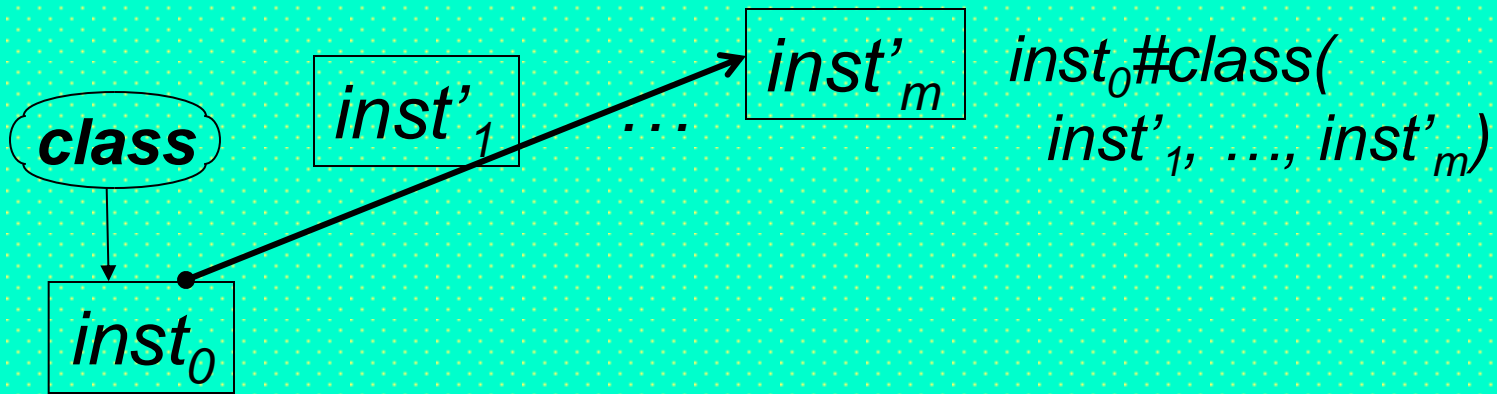 class
inst’₁
…
inst’ₘ
inst₀
inst₀#class(
inst’₁, …, inst’ₘ)